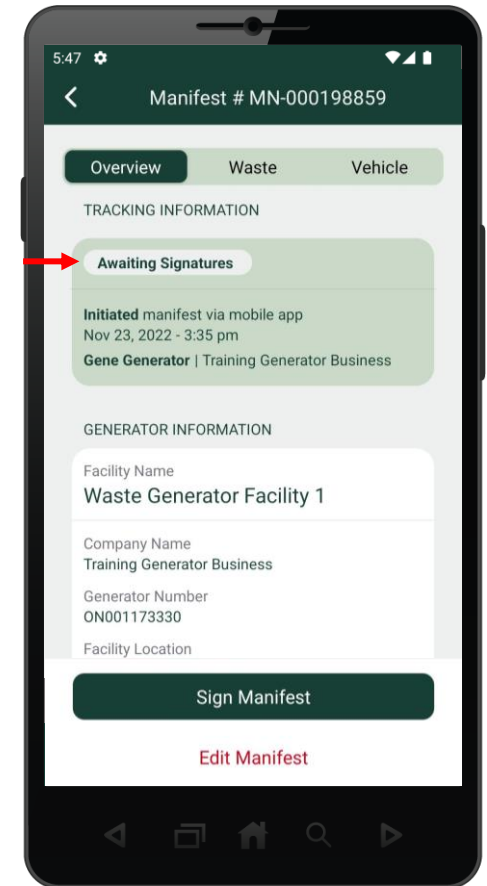 5:47
Manifest # MN-000198859
Overview Waste Vehicle
TRACKING INFORMATION
Awaiting Signatures
Initiated manifest via mobile app
Nov 23, 2022 - 3:35 pm
Gene Generator | Training Generator Business
GENERATOR INFORMATION
Facility Name
Waste Generator Facility 1
Company Name
Training Generator Business
Generator Number
ON001173330
Facility Location
Sign Manifest
Edit Manifest